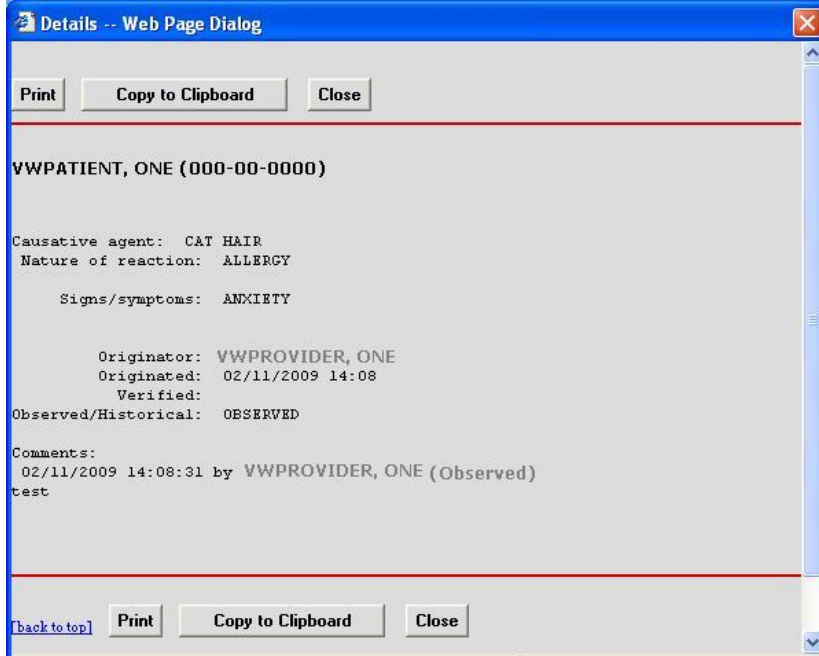 Details -- Web Page Dialog
Print Copy to Clipboard Close
VWPATIENT, ONE (000-00-0000)
Causative agent: CAT HAIR
Nature of reaction: ALLERGY
Signs/symptoms: ANXIETY
Originator: VWPROVIDER, ONE
Originated: 02/11/2009 14:08
Verified:
Observed/Historical: OBSERVED
Comments:
02/11/2009 14:08:31 by VWPROVIDER, ONE (Observed)
test
[back to top] Print Copy to Clipboard Close